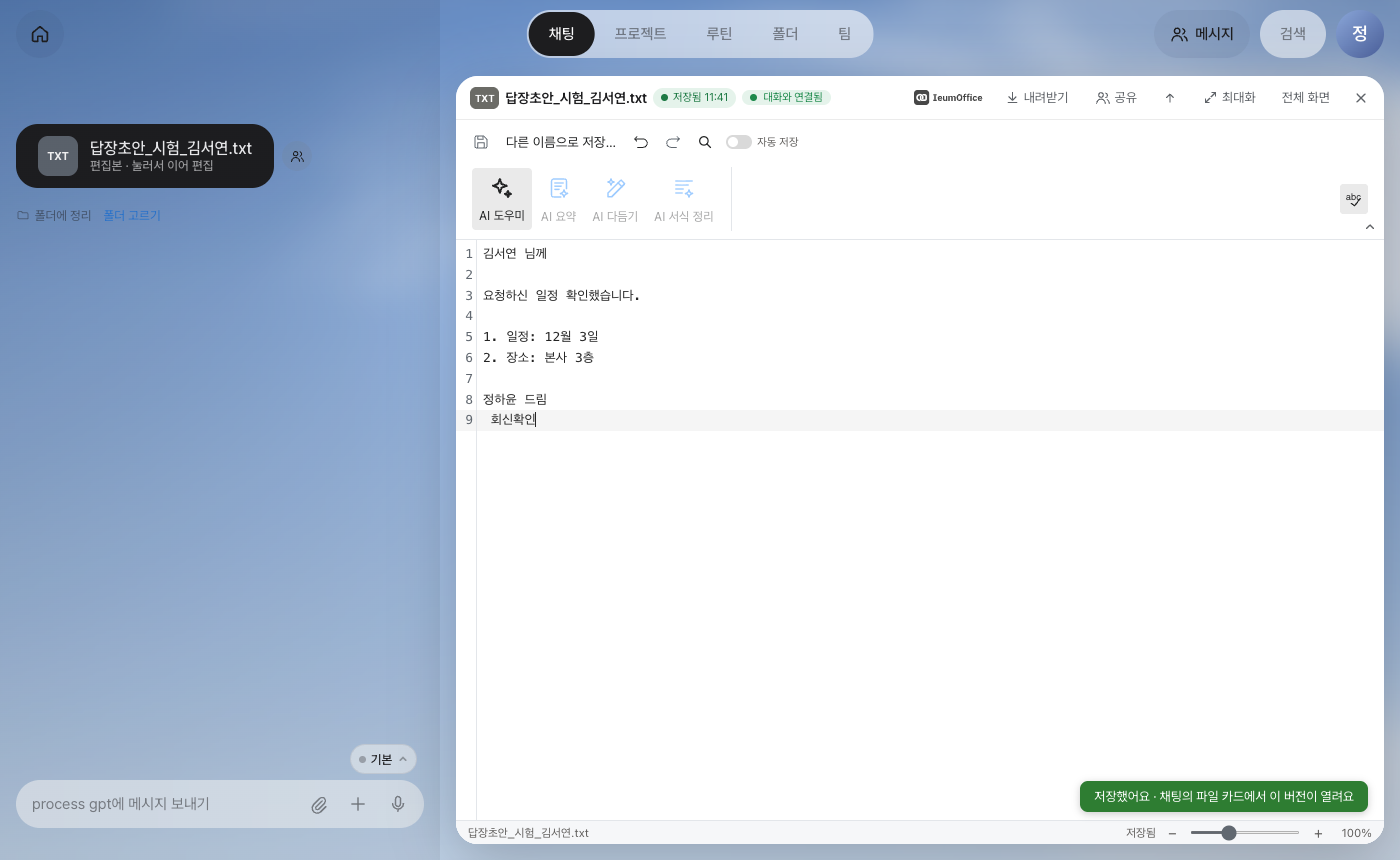 채팅
프로젝트
루틴
폴더
팀
메시지
검색
정
TXT
답장초안_시험_김서연.txt
편집본 · 눌러서 이어 편집
폴더에 정리
폴더 고르기
기본
process gpt에 메시지 보내기
TXT 답장초안_시험_김서연.txt 저장됨 11:41 대화와 연결됨
IeumOffice 내려받기 공유 최대화 전체 화면
다른 이름으로 저장... 자동 저장
AI 도우미 AI 요약 AI 다듬기 AI 서식 정리
abc
1 김서연 님께
2
3 요청하신 일정 확인했습니다.
4
5 1. 일정: 12월 3일
6 2. 장소: 본사 3층
7
8 정하윤 드림
9 회신확인
저장했어요 · 채팅의 파일 카드에서 이 버전이 열려요
답장초안_시험_김서연.txt 저장됨 − + 100%